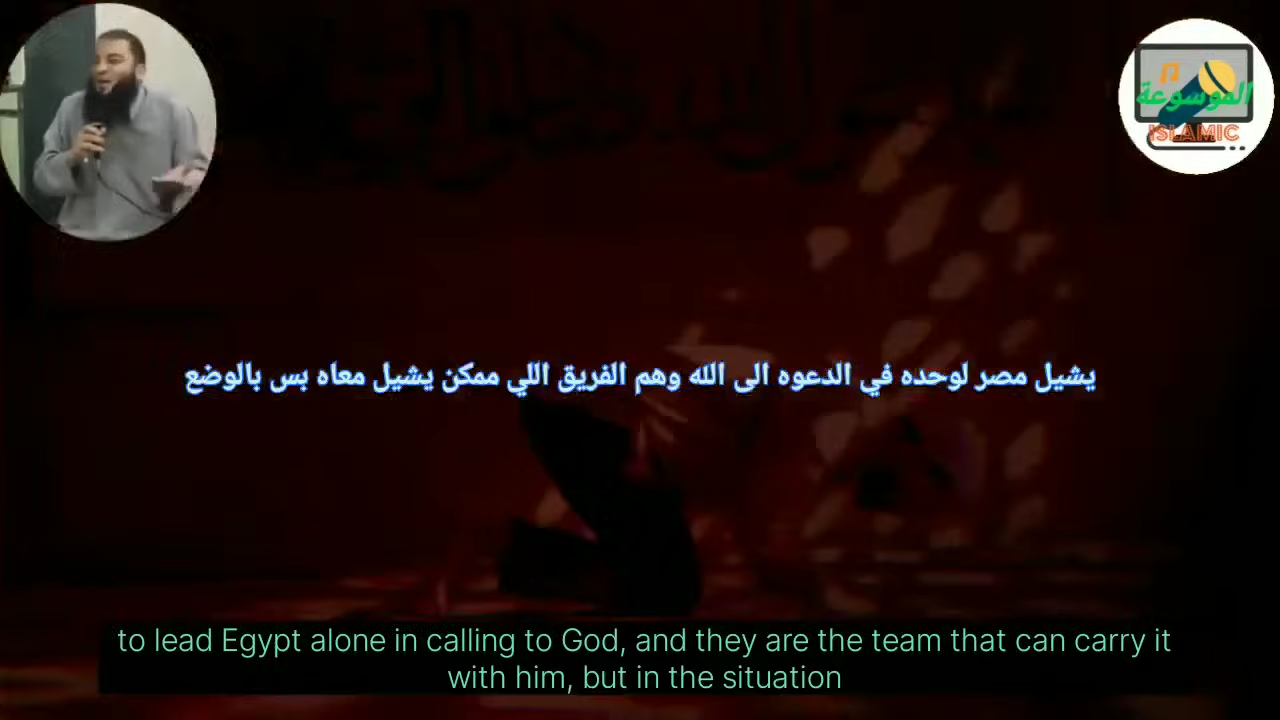 الموسوعة
ISLAMIC
يشيل مصر لوحده في الدعوه الى الله وهم الفريق اللي ممكن يشيل معاه بس بالوضع
to lead Egypt alone in calling to God, and they are the team that can carry it
with him, but in the situation